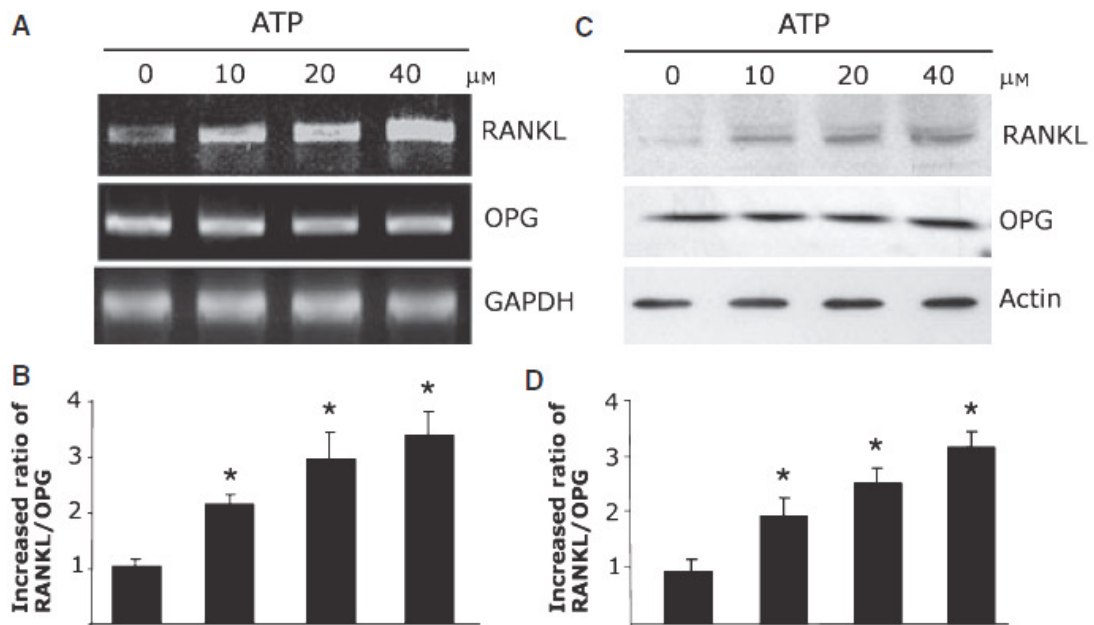 A
ATP
0 10 20 40 μM
RANKL
OPG
GAPDH
B
Increased ratio of
RANKL/OPG
4
3
2
1
*
*
*
C
ATP
0 10 20 40 μM
RANKL
OPG
Actin
D
Increased ratio of
RANKL/OPG
4
3
2
1
*
*
*